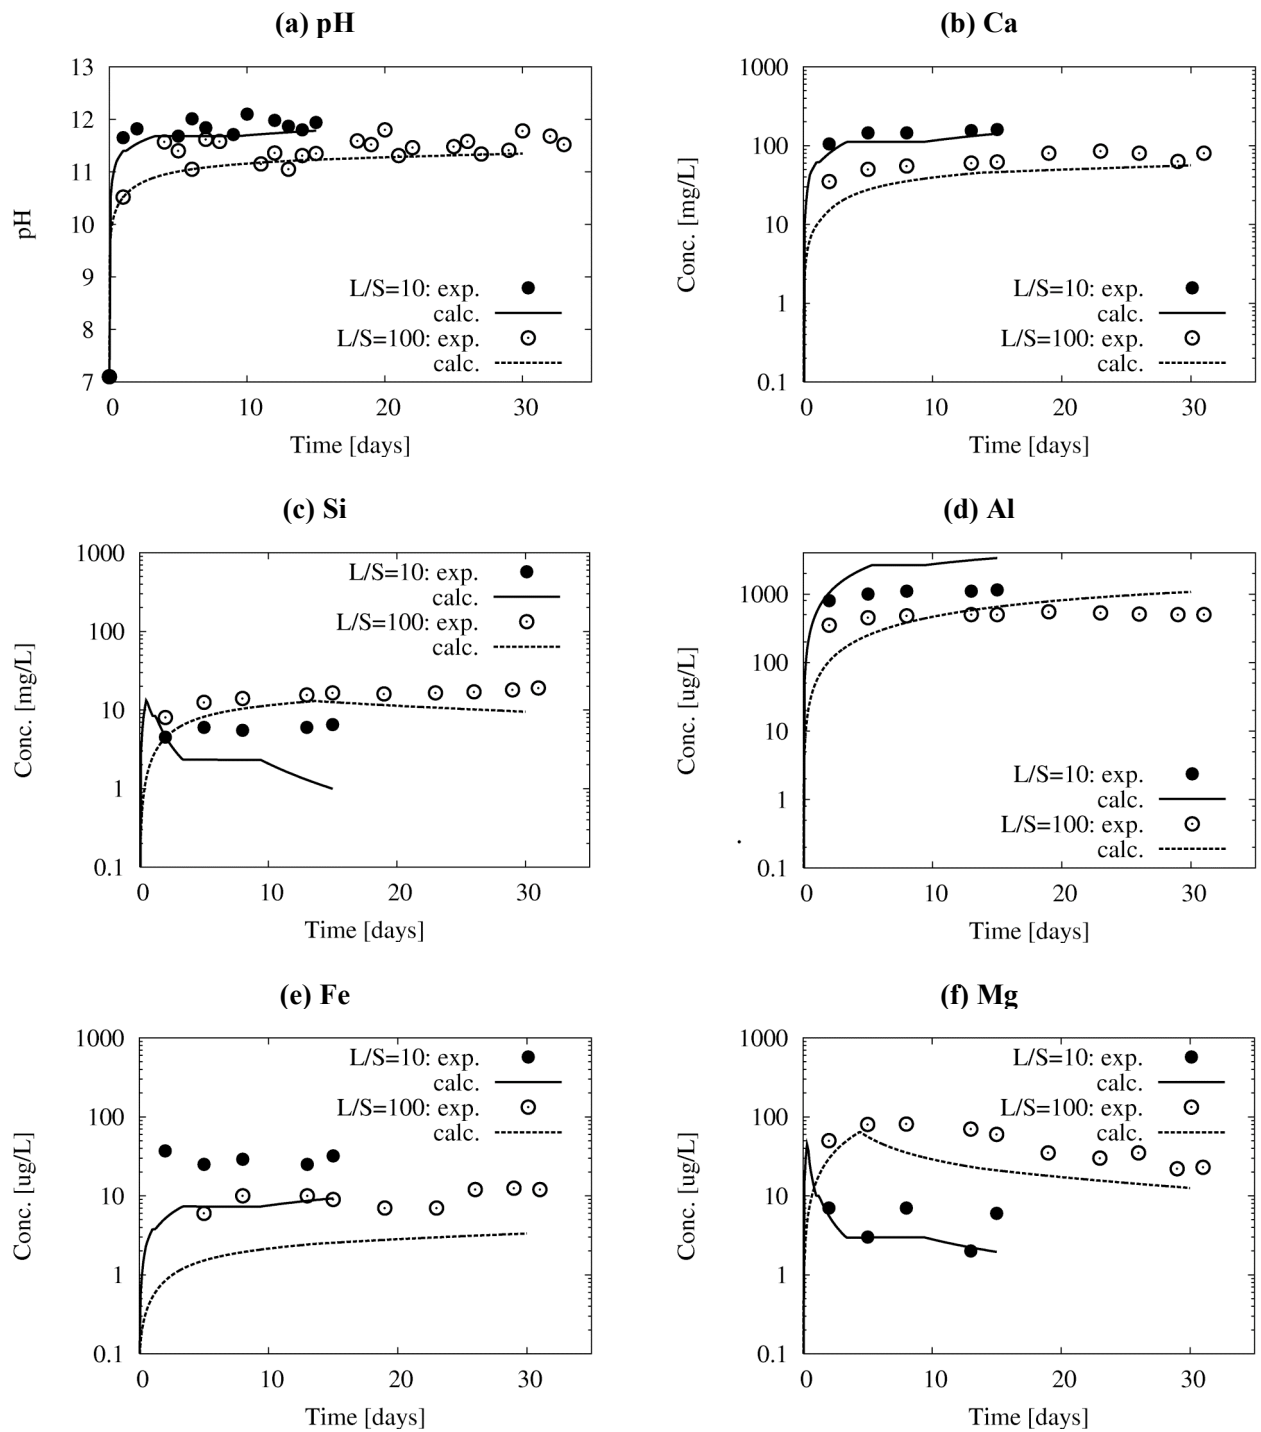 (a) pH
13
12
11
10
9
8
7
pH
L/S=10: exp.
calc.
L/S=100: exp.
calc.
0 10 20 30
Time [days]
(b) Ca
1000
100
10
1
0.1
Conc. [mg/L]
L/S=10: exp.
calc.
L/S=100: exp.
calc.
0 10 20 30
Time [days]
(c) Si
1000
100
10
1
0.1
Conc. [mg/L]
L/S=10: exp.
calc.
L/S=100: exp.
calc.
0 10 20 30
Time [days]
(d) Al
1000
100
10
1
0.1
Conc. [ug/L]
L/S=10: exp.
calc.
L/S=100: exp.
calc.
0 10 20 30
Time [days]
(e) Fe
1000
100
10
1
0.1
Conc. [ug/L]
L/S=10: exp.
calc.
L/S=100: exp.
calc.
0 10 20 30
Time [days]
(f) Mg
1000
100
10
1
0.1
Conc. [ug/L]
L/S=10: exp.
calc.
L/S=100: exp.
calc.
0 10 20 30
Time [days]